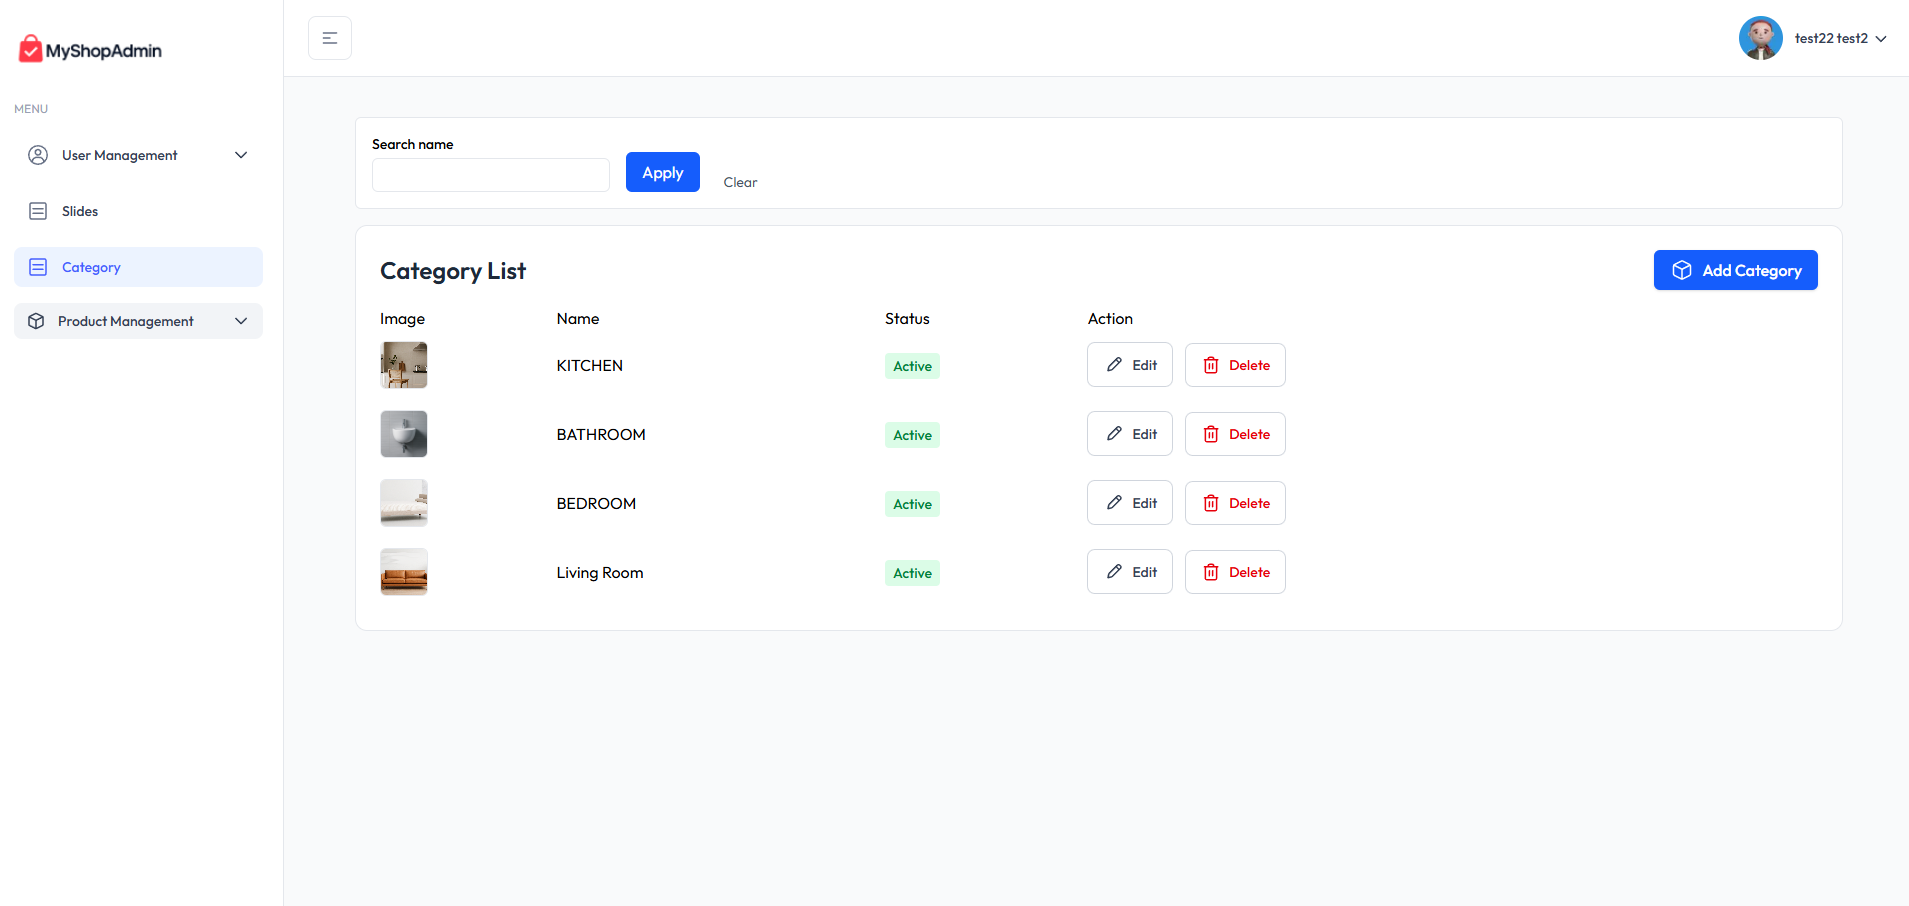 MyShopAdmin
test22 test2
MENU
User Management
Slides
Category
Product Management
Search name
Apply
Clear
Category List
Add Category
Image Name Status Action
KITCHEN Active Edit Delete
BATHROOM Active Edit Delete
BEDROOM Active Edit Delete
Living Room Active Edit Delete